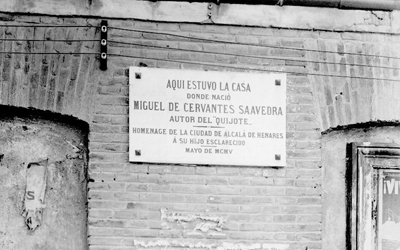 AQUI ESTUVO LA CASA
DONDE NACIÓ
MIGUEL DE CERVANTES SAAVEDRA
AUTOR DEL QUIJOTE.
HOMENAGE DE LA CIUDAD DE ALCALÁ DE HENARES
Á SU HIJO ESCLARECIDO
MAYO DE MCMV